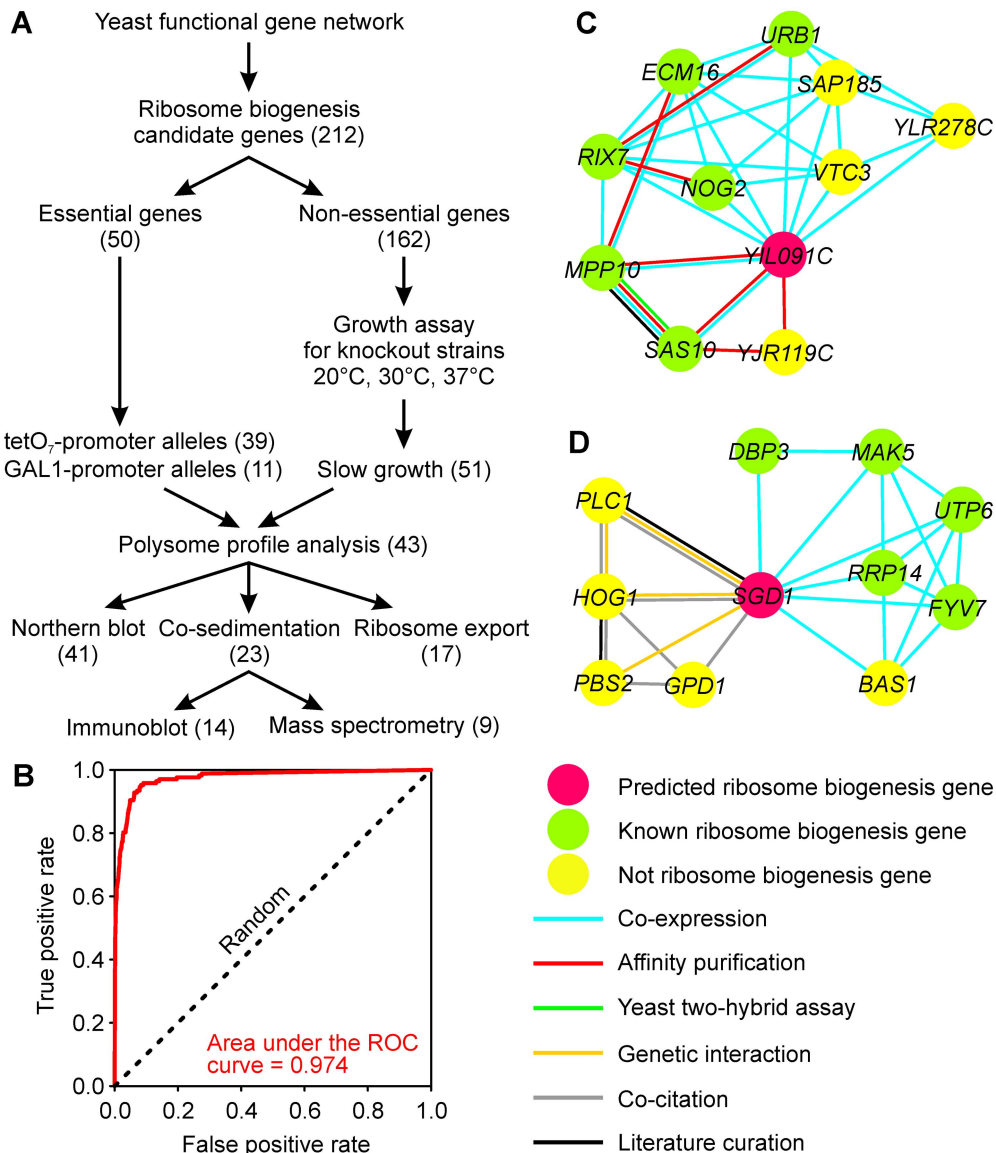 A
Yeast functional gene network
Ribosome biogenesis
candidate genes (212)
Essential genes
(50)
Non-essential genes
(162)
Growth assay
for knockout strains
20°C, 30°C, 37°C
tetO₇-promoter alleles (39)
GAL1-promoter alleles (11)
Slow growth (51)
Polysome profile analysis (43)
Northern blot
(41)
Co-sedimentation
(23)
Ribosome export
(17)
Immunoblot (14)
Mass spectrometry (9)
B
True positive rate
1.0
0.8
0.6
0.4
0.2
0.0
Random
Area under the ROC
curve = 0.974
0.0 0.2 0.4 0.6 0.8 1.0
False positive rate
C
URB1
ECM16
SAP185
YLR278C
RIX7
NOG2
VTC3
MPP10
YIL091C
SAS10
YJR119C
D
DBP3
MAK5
PLC1
UTP6
HOG1
SGD1
RRP14
FYV7
PBS2
GPD1
BAS1
Predicted ribosome biogenesis gene
Known ribosome biogenesis gene
Not ribosome biogenesis gene
Co-expression
Affinity purification
Yeast two-hybrid assay
Genetic interaction
Co-citation
Literature curation